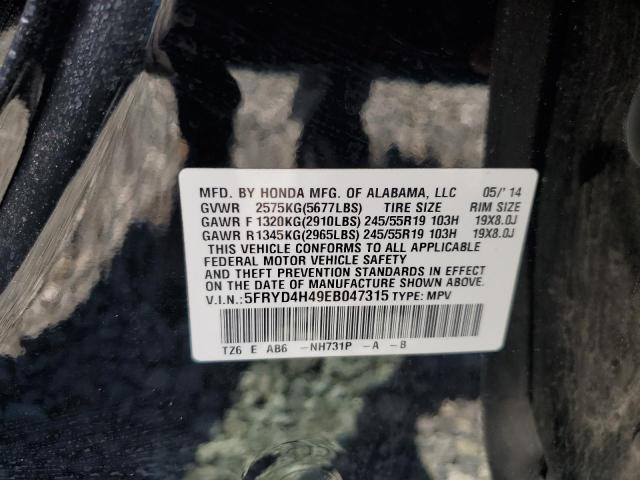 MFD. BY HONDA MFG. OF ALABAMA, LLC 05/'14
GVWR 2575KG(5677LBS) TIRE SIZE RIM SIZE
GAWR F 1320KG(2910LBS) 245/55R19 103H 19X8.0J
GAWR R1345KG(2965LBS) 245/55R19 103H 19X8.0J
THIS VEHICLE CONFORMS TO ALL APPLICABLE
FEDERAL MOTOR VEHICLE SAFETY
AND THEFT PREVENTION STANDARDS IN EFFECT
ON THE DATE OF MANUFACTURE SHOWN ABOVE.
V.I.N.: 5FRYD4H49EB047315 TYPE: MPV
TZ6 E AB6 -NH731P -A -B